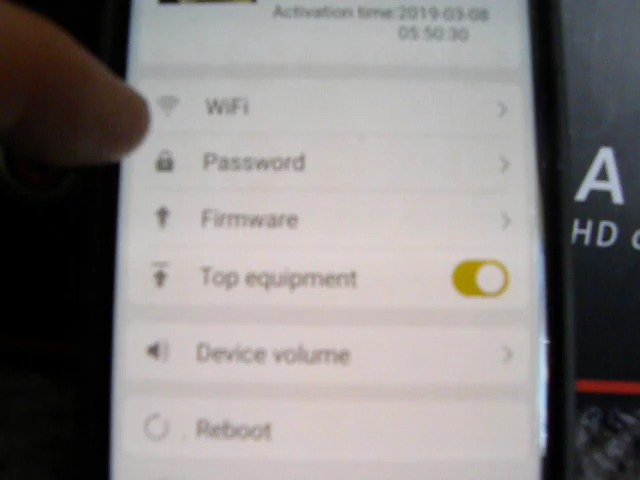 Activation time:2019-03-08
05:50:30
WiFi
Password
Firmware
Top equipment
Device volume
Reboot
A
HD